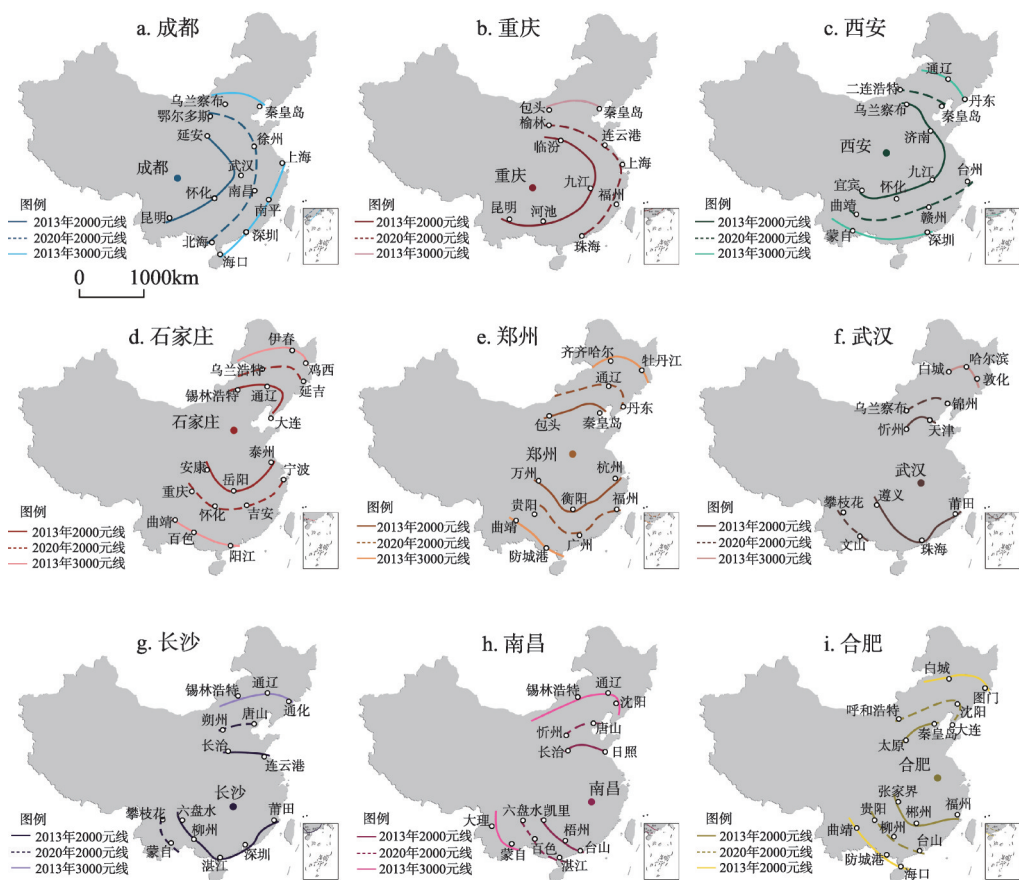 a. 成都
乌兰察布
秦皇岛
鄂尔多斯
延安
徐州
上海
武汉
成都
怀化
南昌
昆明
南平
北海
深圳
海口
图例
2013年2000元线
2020年2000元线
2013年3000元线
0 1000km
b. 重庆
包头
秦皇岛
榆林
连云港
临汾
上海
重庆
九江
福州
昆明
河池
珠海
图例
2013年2000元线
2020年2000元线
2013年3000元线
c. 西安
通辽
二连浩特
丹东
乌兰察布
秦皇岛
济南
西安
台州
九江
宜宾
怀化
曲靖
赣州
蒙自
深圳
图例
2013年2000元线
2020年2000元线
2013年3000元线
d. 石家庄
伊春
乌兰浩特
鸡西
锡林浩特
通辽
延吉
大连
石家庄
泰州
安康
岳阳
宁波
重庆
怀化
吉安
曲靖
百色
阳江
图例
2013年2000元线
2020年2000元线
2013年3000元线
e. 郑州
齐齐哈尔
牡丹江
通辽
丹东
包头
秦皇岛
郑州
万州
杭州
贵阳
衡阳
福州
曲靖
广州
防城港
图例
2013年2000元线
2020年2000元线
2013年3000元线
f. 武汉
哈尔滨
白城
敦化
乌兰察布
锦州
忻州
天津
武汉
攀枝花
遵义
莆田
文山
珠海
图例
2013年2000元线
2020年2000元线
2013年3000元线
g. 长沙
锡林浩特
通辽
通化
朔州
唐山
长治
连云港
长沙
攀枝花
六盘水
莆田
柳州
蒙自
深圳
湛江
图例
2013年2000元线
2020年2000元线
2013年3000元线
h. 南昌
锡林浩特
通辽
沈阳
忻州
唐山
长治
日照
南昌
六盘水
凯里
大理
梧州
蒙自
百色
台山
湛江
图例
2013年2000元线
2020年2000元线
2013年3000元线
i. 合肥
白城
图门
呼和浩特
沈阳
秦皇岛
大连
太原
合肥
张家界
贵阳
郴州
福州
曲靖
柳州
台山
防城港
海口
图例
2013年2000元线
2020年2000元线
2013年2000元线